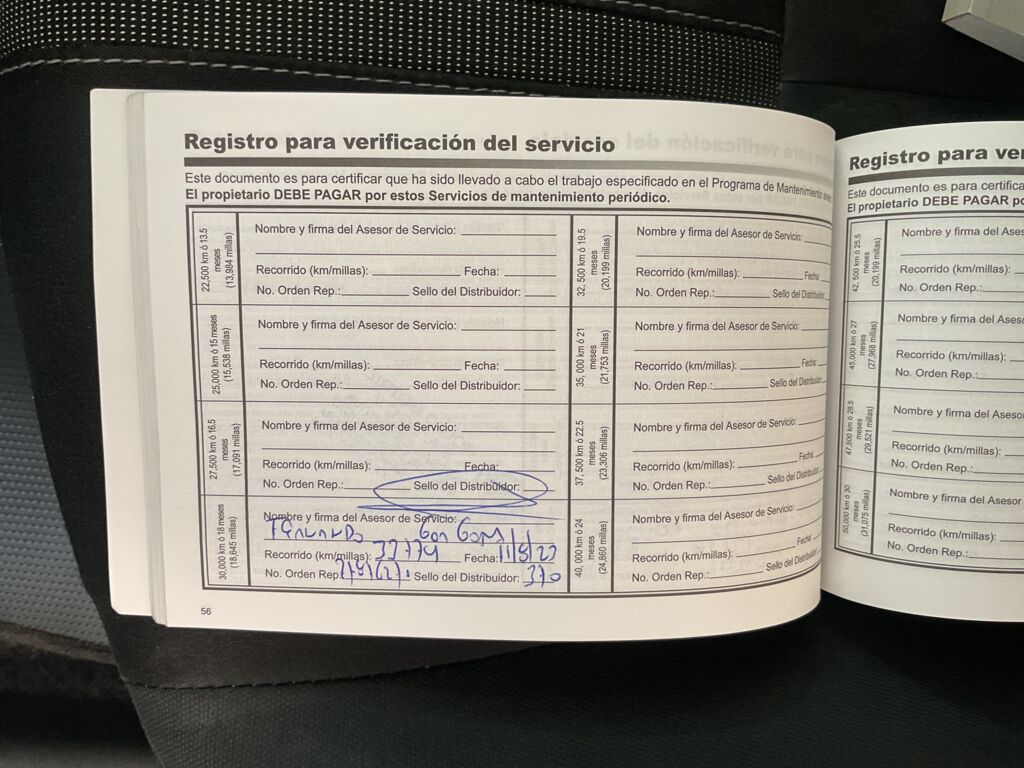 Registro para verificación del servicio
Este documento es para certificar que ha sido llevado a cabo el trabajo especificado en el Programa de Mantenimiento
El propietario DEBE PAGAR por estos Servicios de mantenimiento periódico.
22,500 km ó 13.5
meses
(13,984 millas)
Nombre y firma del Asesor de Servicio:
Recorrido (km/millas): Fecha:
No. Orden Rep.: Sello del Distribuidor:
25,000 km ó 15 meses
(15,538 millas)
Nombre y firma del Asesor de Servicio:
Recorrido (km/millas): Fecha:
No. Orden Rep.: Sello del Distribuidor:
27,500 km ó 16.5
meses
(17,091 millas)
Nombre y firma del Asesor de Servicio:
Recorrido (km/millas): Fecha:
No. Orden Rep.: Sello del Distribuidor:
30,000 km ó 18 meses
(18,645 millas)
Nombre y firma del Asesor de Servicio:
Recorrido (km/millas): Fecha:
No. Orden Rep. Sello del Distribuidor: 370
32, 500 km ó 19.5
meses
(20,199 millas)
Nombre y firma del Asesor de Servicio:
Recorrido (km/millas): Fecha:
No. Orden Rep.: Sello del Distribuidor:
35, 000 km ó 21
meses
(21,753 millas)
Nombre y firma del Asesor de Servicio:
Recorrido (km/millas): Fecha:
No. Orden Rep.: Sello del Distribuidor:
37, 500 km ó 22.5
meses
(23,306 millas)
Nombre y firma del Asesor de Servicio:
Recorrido (km/millas): Fecha:
No. Orden Rep.: Sello del Distribuidor:
40, 000 km ó 24
meses
(24,860 millas)
Nombre y firma del Asesor de Servicio:
Recorrido (km/millas): Fecha:
No. Orden Rep.: Sello del Distribuidor:
56
Registro para ver
Este documento es para certifica
El propietario DEBE PAGAR po
42, 500 km ó 25.5
meses
(20,199 millas)
Nombre y firma del Ases
Recorrido (km/millas):
No. Orden Rep.:
45,000 km ó 27
meses
(27,968 millas)
Nombre y firma del Asesc
Recorrido (km/millas):
No. Orden Rep.:
47,500 km ó 28.5
meses
(29,521 millas)
Nombre y firma del Asesor
Recorrido (km/millas):
No. Orden Rep.:
50,000 km ó 30
meses
(31,075 millas)
Nombre y firma del Asesor
Recorrido (km/millas):
No. Orden Rep.: